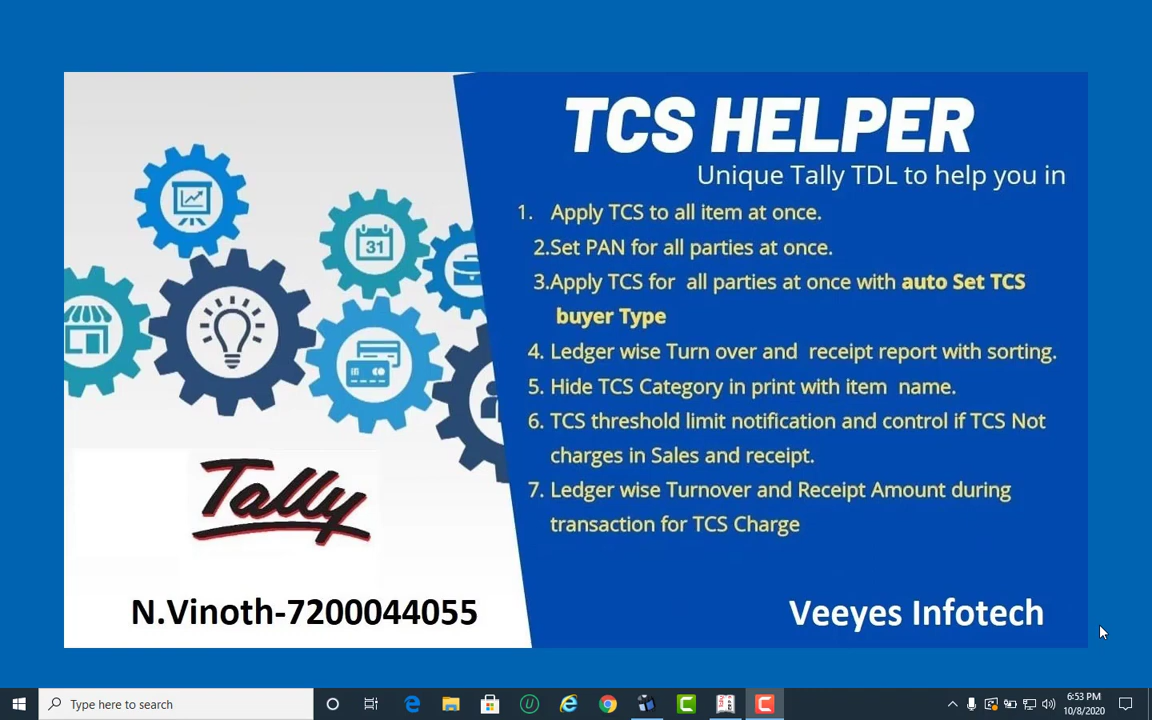 TCS HELPER
Unique Tally TDL to help you in
1. Apply TCS to all item at once.
2.Set PAN for all parties at once.
3.Apply TCS for all parties at once with auto Set TCS
buyer Type
4. Ledger wise Turn over and receipt report with sorting.
5. Hide TCS Category in print with item name.
6. TCS threshold limit notification and control if TCS Not
charges in Sales and receipt.
7. Ledger wise Turnover and Receipt Amount during
transaction for TCS Charge
31
Tally
N.Vinoth-7200044055
Veeyes Infotech
Type here to search
6:53 PM
10/8/2020